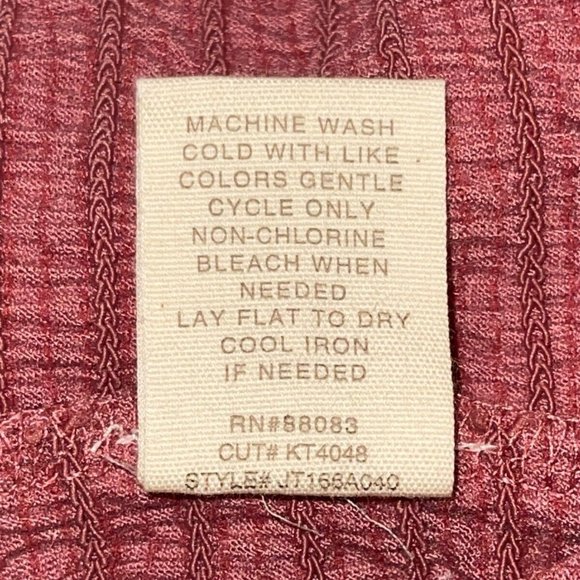 MACHINE WASH
COLD WITH LIKE
COLORS GENTLE
CYCLE ONLY
NON-CHLORINE
BLEACH WHEN
NEEDED
LAY FLAT TO DRY
COOL IRON
IF NEEDED
RN#88083
CUT# KT4048
STYLE# JT166A040